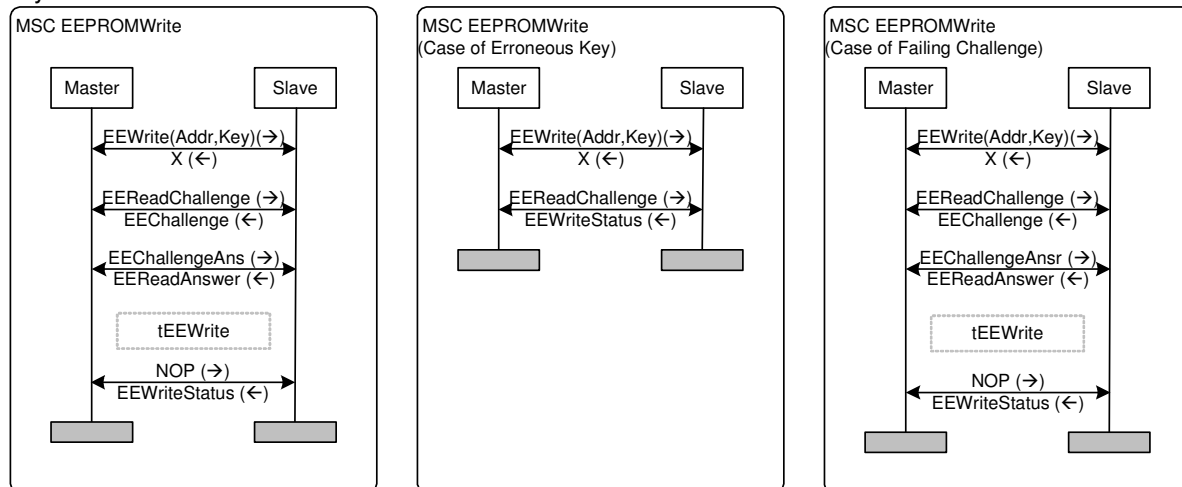 MSC EEPROMWrite
Master Slave
EEWrite(Addr,Key)(→)
X (←)
EEReadChallenge (→)
EEChallenge (←)
EEChallengeAns (→)
EEReadAnswer (←)
tEEWrite
NOP (→)
EEWriteStatus (←)
MSC EEPROMWrite
(Case of Erroneous Key)
Master Slave
EEWrite(Addr,Key)(→)
X (←)
EEReadChallenge (→)
EEWriteStatus (←)
MSC EEPROMWrite
(Case of Failing Challenge)
Master Slave
EEWrite(Addr,Key)(→)
X (←)
EEReadChallenge (→)
EEChallenge (←)
EEChallengeAnsr (→)
EEReadAnswer (←)
tEEWrite
NOP (→)
EEWriteStatus (←)